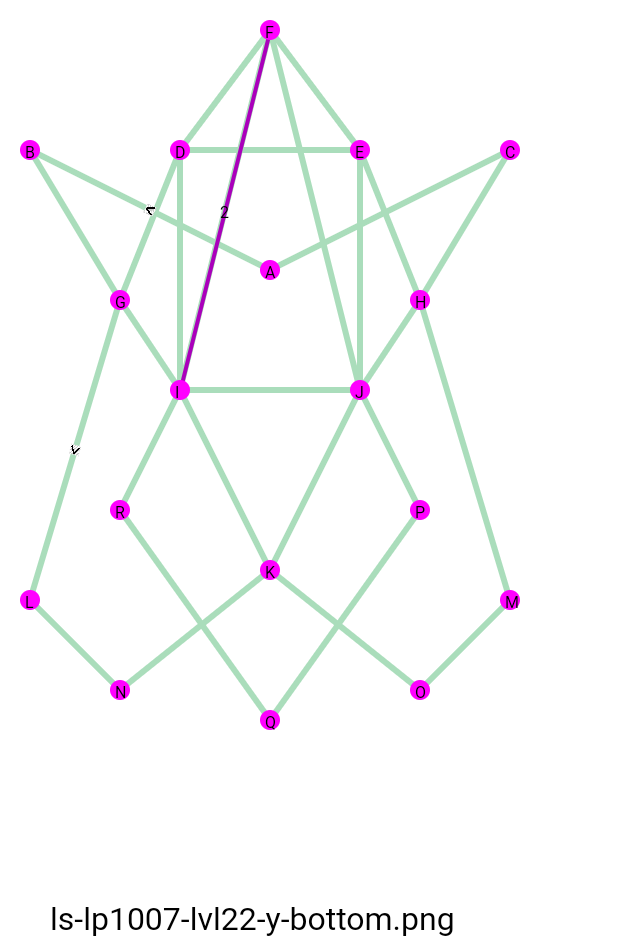 F
B D E C
2
A
G H
I J
R P
K
L M
N O
Q
ls-lp1007-lvl22-y-bottom.png